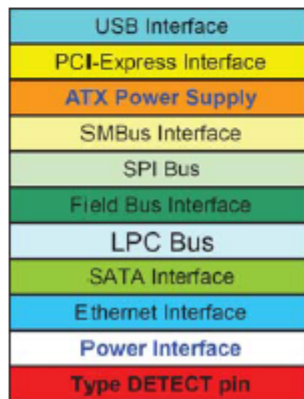 USB Interface
PCI-Express Interface
ATX Power Supply
SMBus Interface
SPI Bus
Field Bus Interface
LPC Bus
SATA Interface
Ethernet Interface
Power Interface
Type DETECT pin